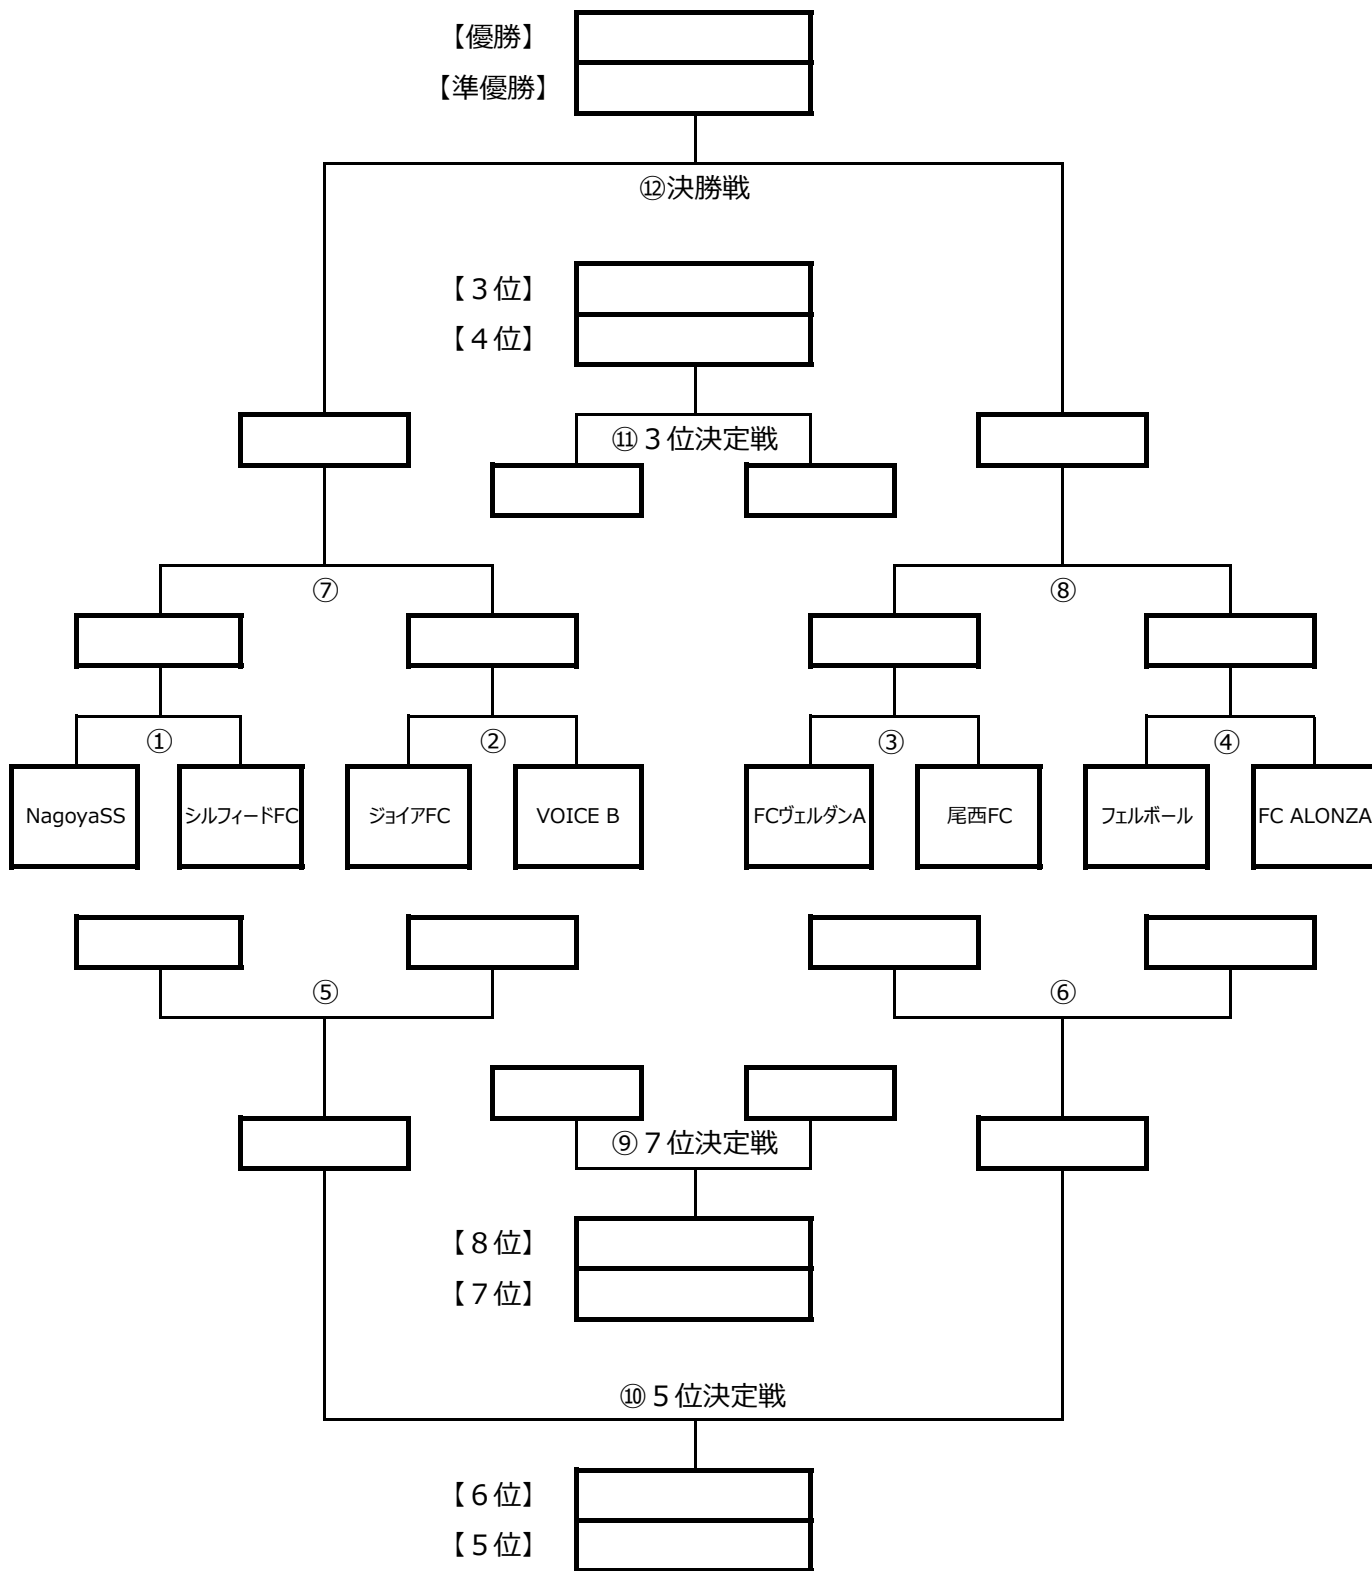 【優勝】
【準優勝】
⑫決勝戦
【３位】
【４位】
⑪３位決定戦
⑦
⑧
①
②
③
④
NagoyaSS
シルフィードFC
ジョイアFC
VOICE B
FCヴェルダンA
尾西FC
フェルボール
FC ALONZA
⑤
⑥
⑨７位決定戦
【８位】
【７位】
⑩５位決定戦
【６位】
【５位】